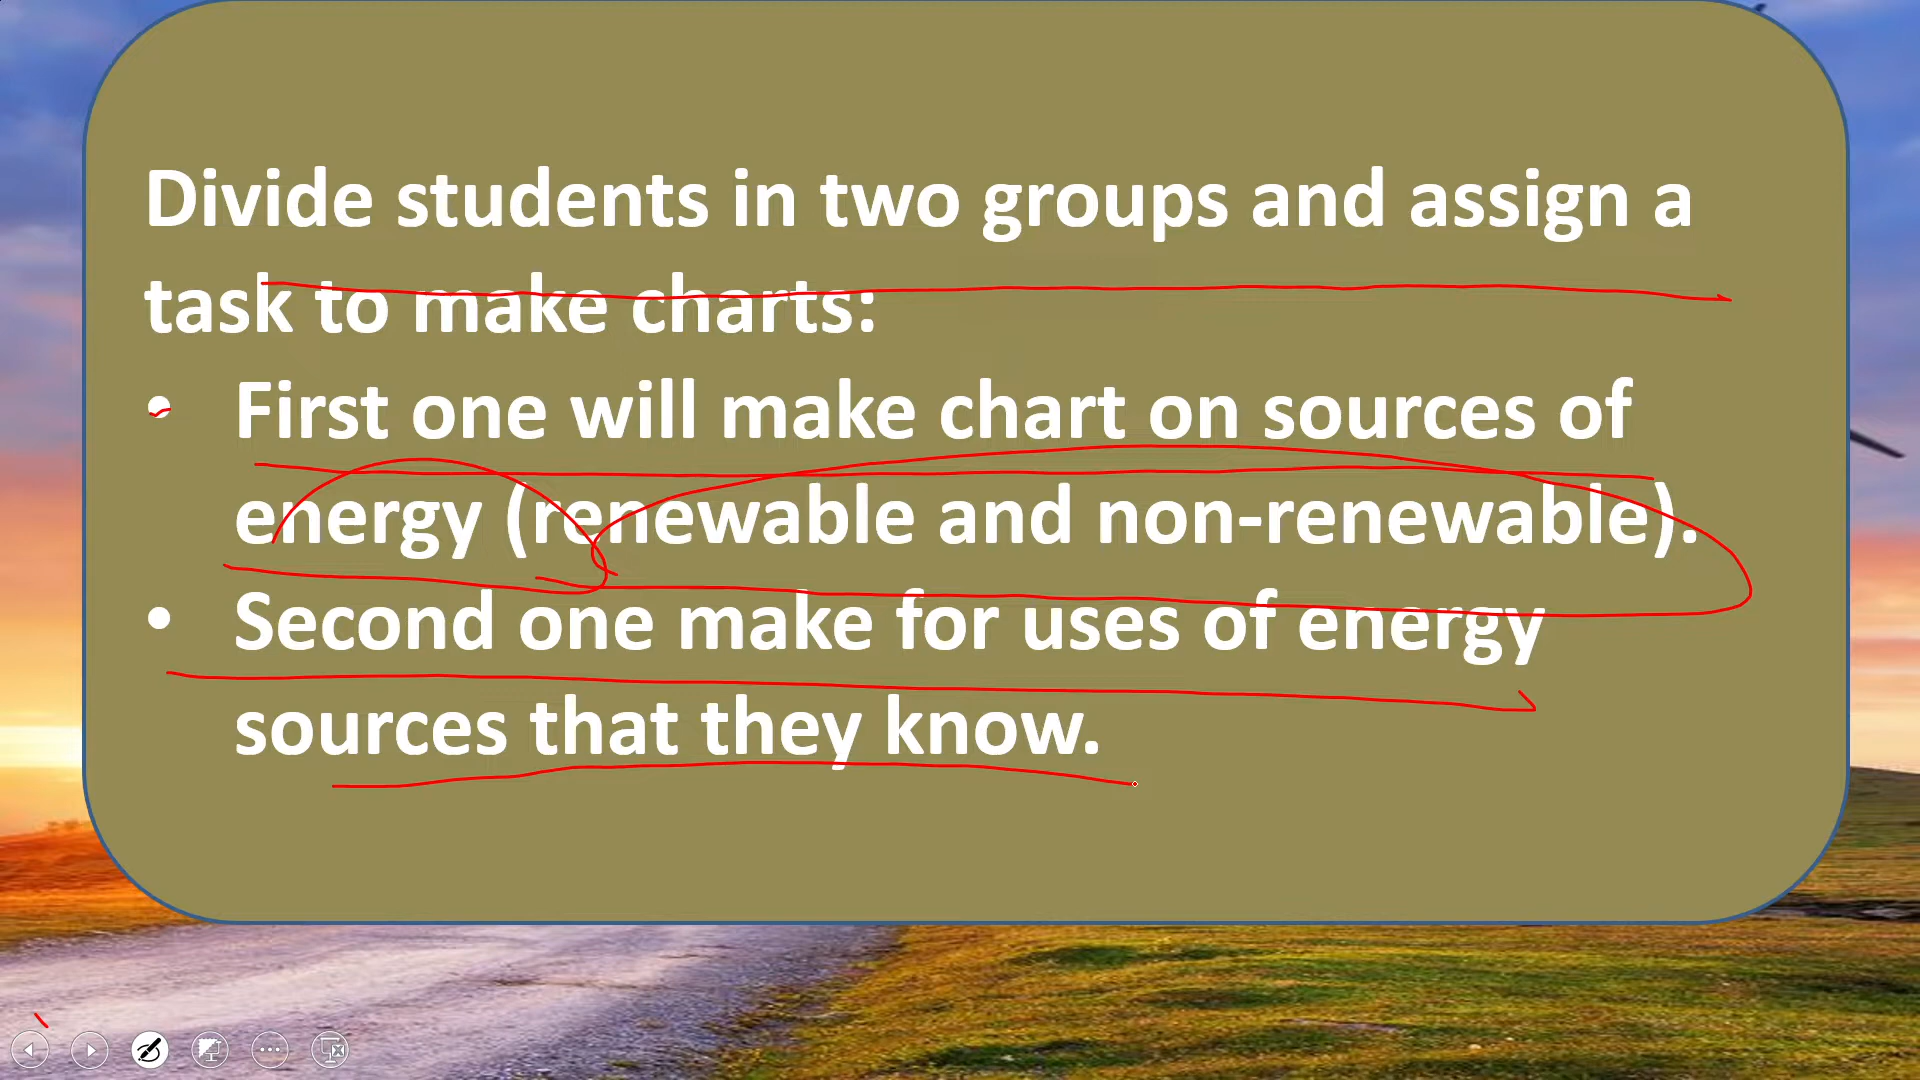 Divide students in two groups and assign a
task to make charts:
• First one will make chart on sources of
energy (renewable and non-renewable).
• Second one make for uses of energy
sources that they know.